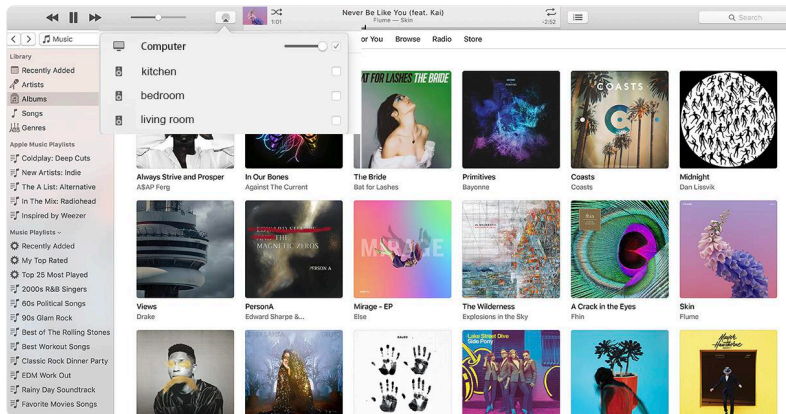 Never Be Like You (feat. Kai)
1:01
Flume — Skin
-2:52
Search
Music
or You
Browse
Radio
Store
Computer
kitchen
bedroom
living room
Library
Recently Added
Artists
Albums
Songs
Genres
Apple Music Playlists
Coldplay: Deep Cuts
New Artists: Indie
The A List: Alternative
In The Mix: Radiohead
Inspired by Weezer
Music Playlists
Recently Added
My Top Rated
Top 25 Most Played
2000s R&B Singers
60s Political Songs
90s Glam Rock
Best of The Rolling Stones
Best Workout Songs
Classic Rock Dinner Party
EDM Work Out
Rainy Day Soundtrack
Favorite Movies Songs
AT FOR LASHES THE BRIDE
COASTS
C
Always Strive and Prosper
A$AP Ferg
In Our Bones
Against The Current
The Bride
Bat for Lashes
Primitives
Bayonne
Coasts
Coasts
Midnight
Dan Lissvik
THE
MAGNETIC ZEROS
PERSON A
MIRAGE
fhin
Views
Drake
PersonA
Edward Sharpe &...
Mirage - EP
Else
The Wilderness
Explosions in the Sky
A Crack in the Eyes
Fhin
Skin
Flume
Lake Street Dive
Side Pony
Mayer
Hawthorne